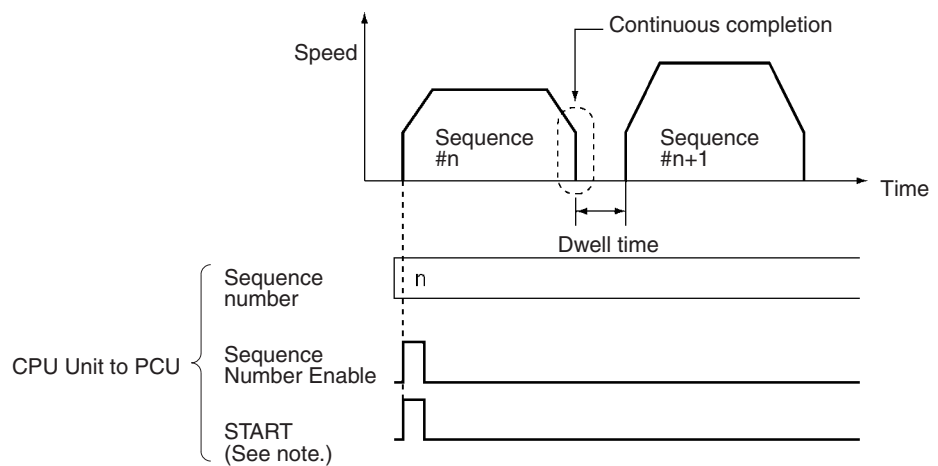 Continuous completion
Speed
Sequence
#n
Sequence
#n+1
Time
Dwell time
Sequence
number
n
CPU Unit to PCU
Sequence
Number Enable
START
(See note.)